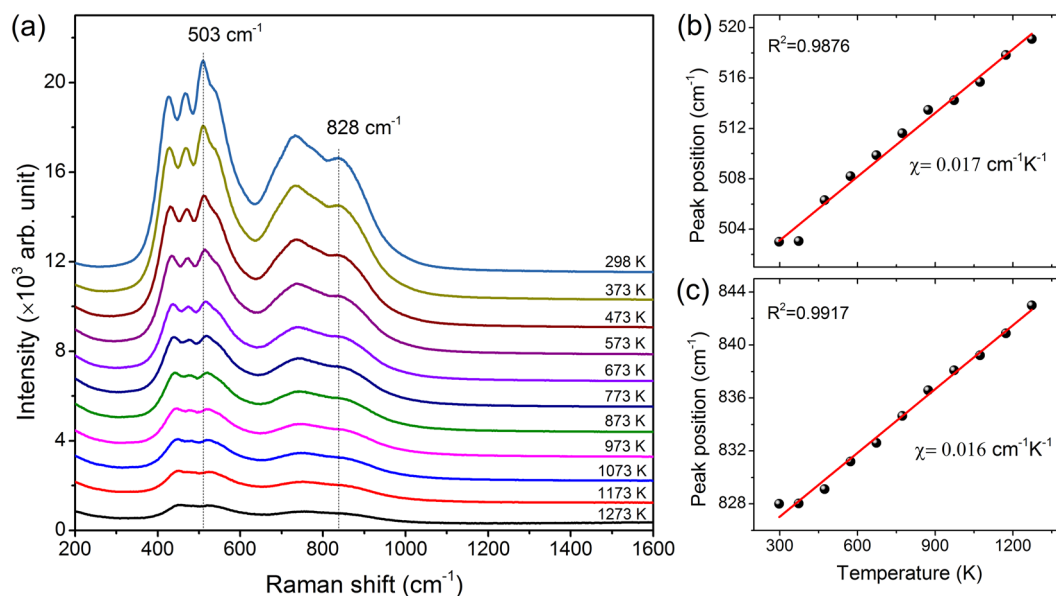 (a)
503 cm⁻¹
828 cm⁻¹
Intensity (×10³ arb. unit)
20
16
12
8
4
0
298 K
373 K
473 K
573 K
673 K
773 K
873 K
973 K
1073 K
1173 K
1273 K
200 400 600 800 1000 1200 1400 1600
Raman shift (cm⁻¹)
(b)
R²=0.9876
χ= 0.017 cm⁻¹K⁻¹
Peak position (cm⁻¹)
520
516
512
508
504
(c)
R²=0.9917
χ= 0.016 cm⁻¹K⁻¹
Peak position (cm⁻¹)
844
840
836
832
828
300 600 900 1200
Temperature (K)